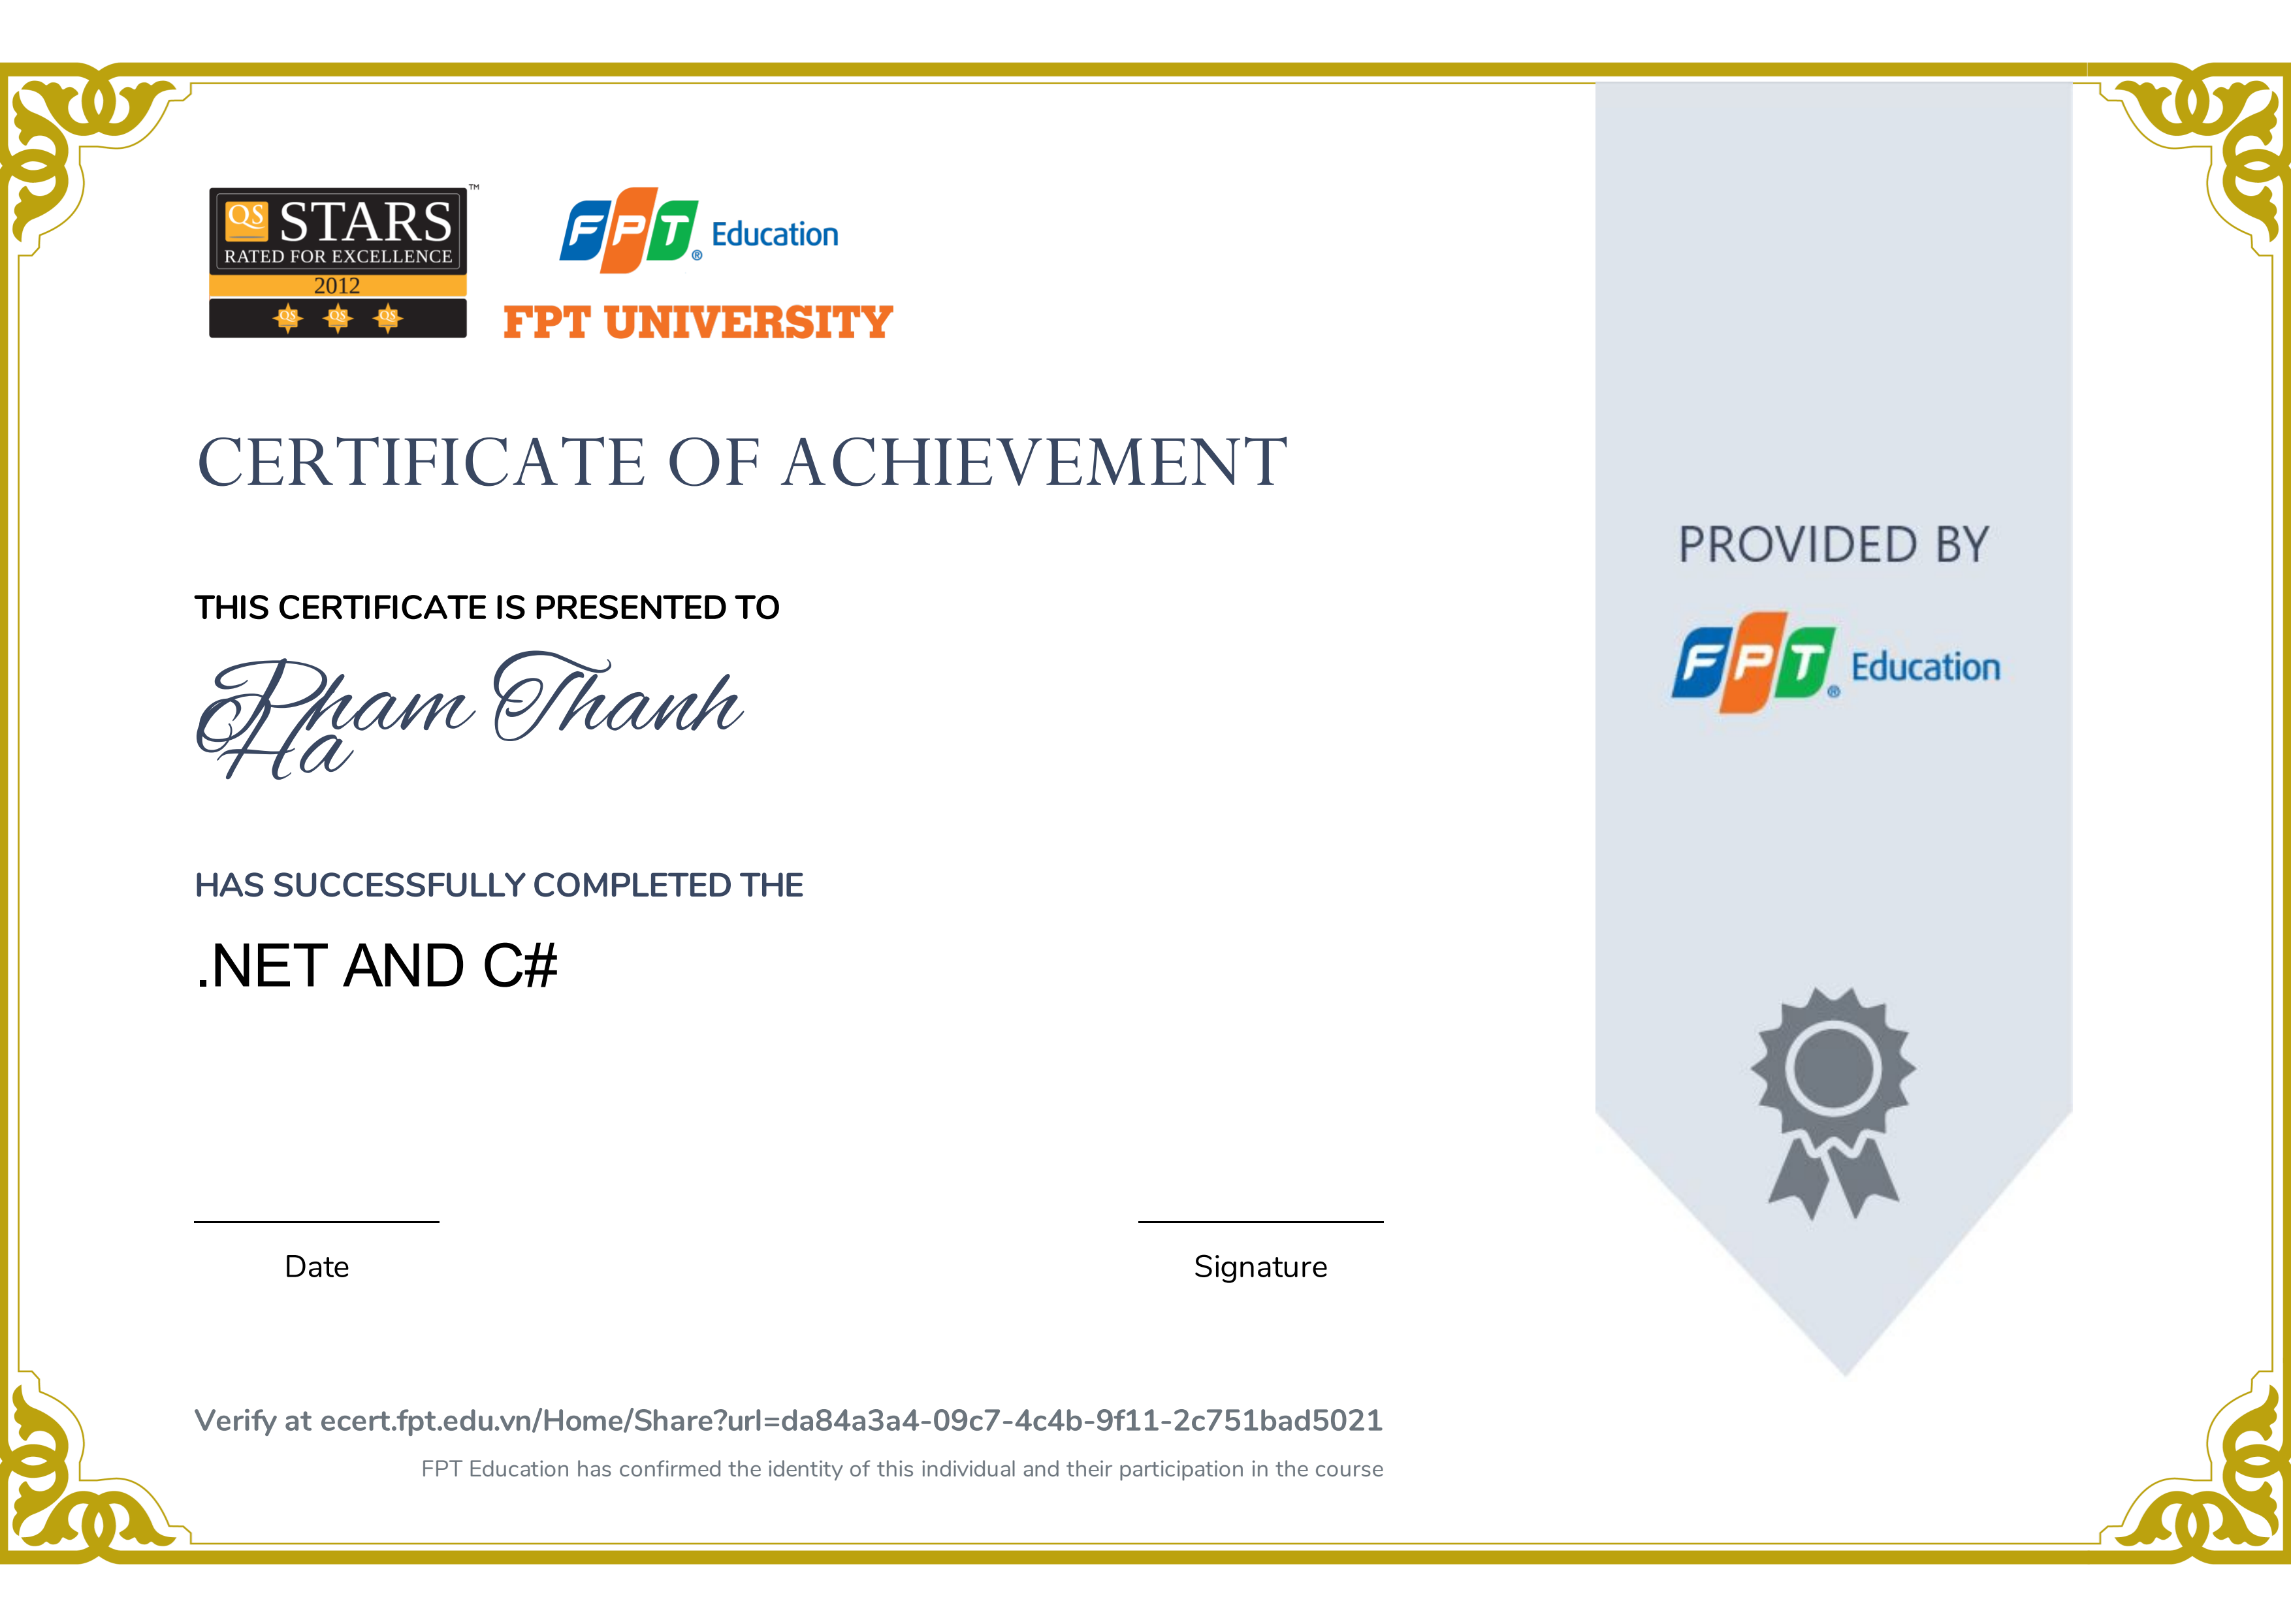 QS STARS ™
RATED FOR EXCELLENCE
2012
QS QS QS
FPT® Education
FPT UNIVERSITY
CERTIFICATE OF ACHIEVEMENT
THIS CERTIFICATE IS PRESENTED TO
Pham Thanh
Ha
HAS SUCCESSFULLY COMPLETED THE
.NET AND C#
Date
Signature
Verify at ecert.fpt.edu.vn/Home/Share?url=da84a3a4-09c7-4c4b-9f11-2c751bad5021
FPT Education has confirmed the identity of this individual and their participation in the course
PROVIDED BY
FPT® Education